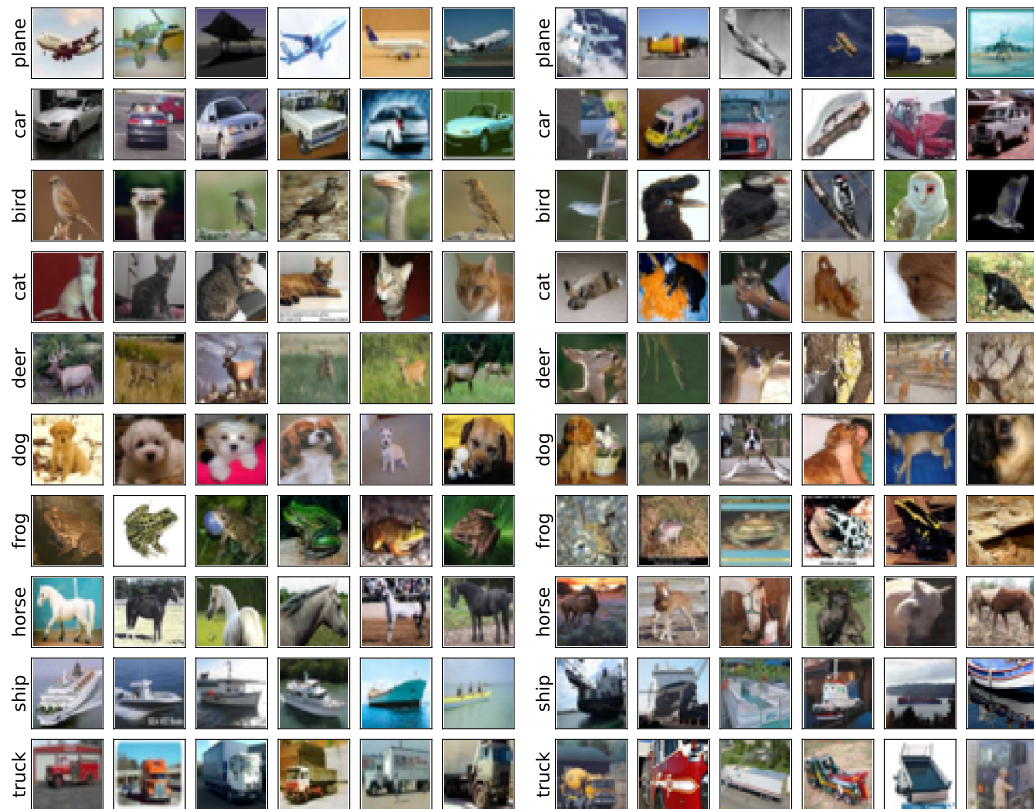 plane
car
bird
cat
deer
dog
frog
horse
ship
truck
plane
car
bird
cat
deer
dog
frog
horse
ship
truck